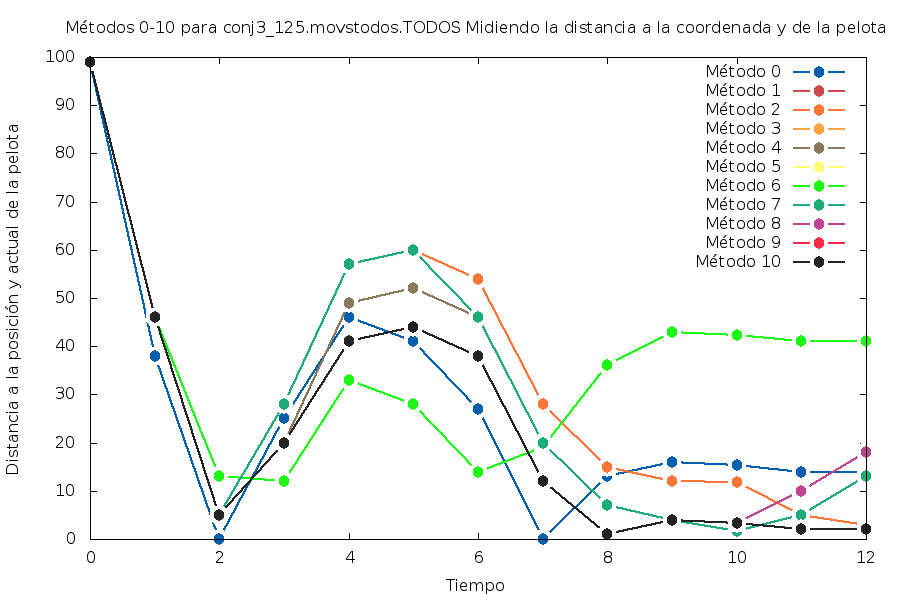 Métodos 0-10 para conj3_125.movstodos.TODOS Midiendo la distancia a la coordenada y de la pelota
Distancia a la posición y actual de la pelota
100
90
80
70
60
50
40
30
20
10
0
Método 0
Método 1
Método 2
Método 3
Método 4
Método 5
Método 6
Método 7
Método 8
Método 9
Método 10
0
2
4
6
8
10
12
Tiempo